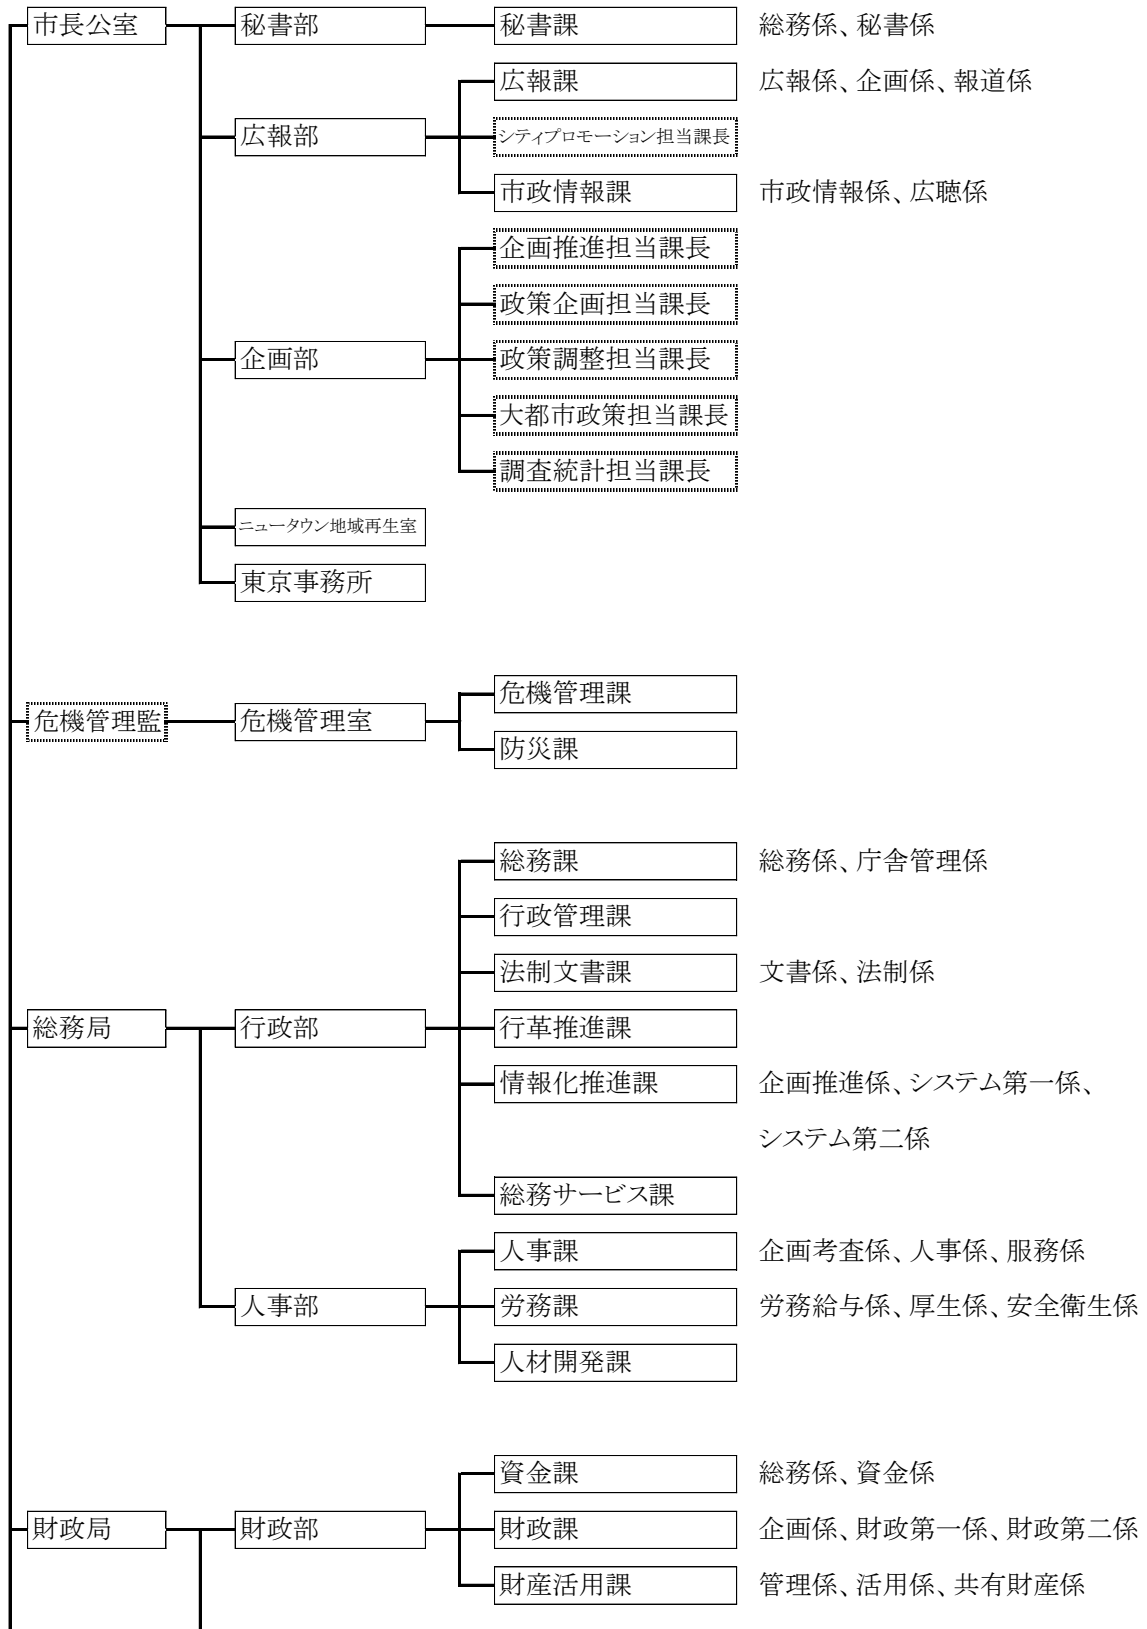 市長公室 秘書部 秘書課 総務係、秘書係
広報課 広報係、企画係、報道係
広報部 シティプロモーション担当課長
市政情報課 市政情報係、広聴係
企画推進担当課長
政策企画担当課長
企画部 政策調整担当課長
大都市政策担当課長
調査統計担当課長
ニュータウン地域再生室
東京事務所
危機管理課
危機管理監 危機管理室
防災課
総務課 総務係、庁舎管理係
行政管理課
法制文書課 文書係、法制係
総務局 行政部 行革推進課
情報化推進課 企画推進係、システム第一係、
システム第二係
総務サービス課
人事課 企画考査係、人事係、服務係
人事部 労務課 労務給与係、厚生係、安全衛生係
人材開発課
資金課 総務係、資金係
財政局 財政部 財政課 企画係、財政第一係、財政第二係
財産活用課 管理係、活用係、共有財産係